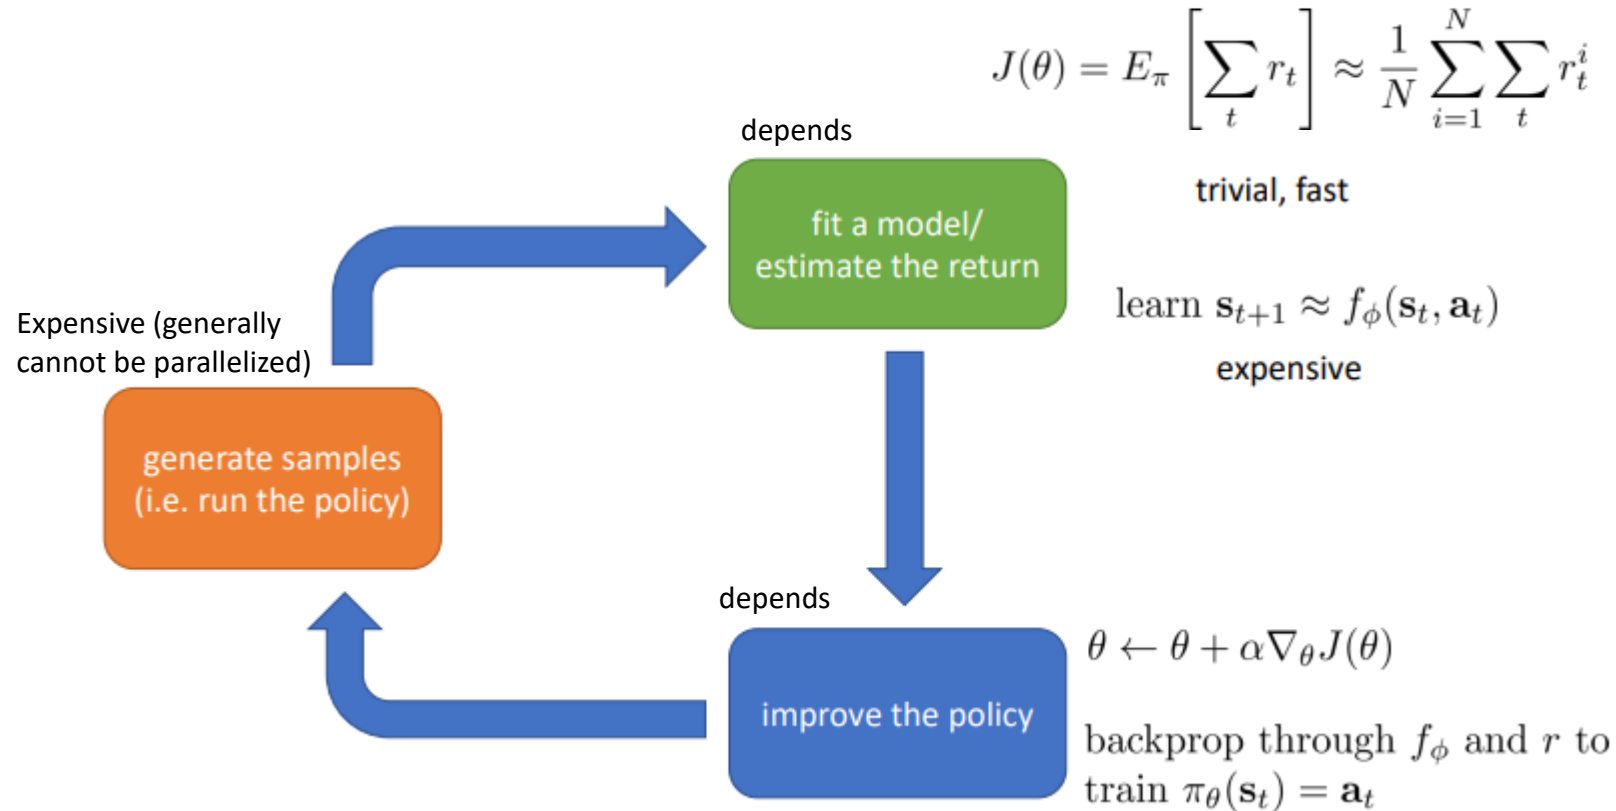 J(θ) = E_π [∑_t r_t] ≈ 1/N ∑_{i=1}^{N} ∑_t r_t^i
depends
trivial, fast
fit a model/
estimate the return
learn s_{t+1} ≈ f_ϕ(s_t, a_t)
expensive
Expensive (generally
cannot be parallelized)
generate samples
(i.e. run the policy)
depends
improve the policy
θ ← θ + α∇_θ J(θ)
backprop through f_ϕ and r to
train π_θ(s_t) = a_t